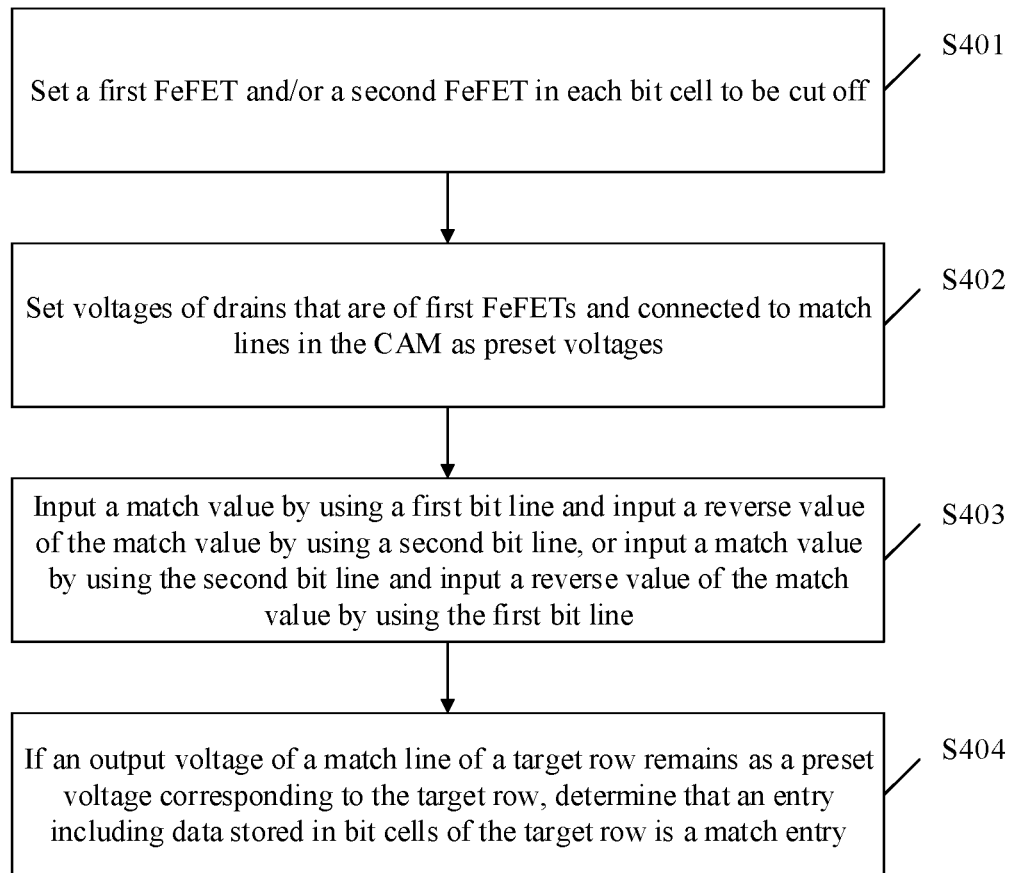 Set a first FeFET and/or a second FeFET in each bit cell to be cut off
S401
Set voltages of drains that are of first FeFETs and connected to match
lines in the CAM as preset voltages
S402
Input a match value by using a first bit line and input a reverse value
of the match value by using a second bit line, or input a match value
by using the second bit line and input a reverse value of the match
value by using the first bit line
S403
If an output voltage of a match line of a target row remains as a preset
voltage corresponding to the target row, determine that an entry
including data stored in bit cells of the target row is a match entry
S404